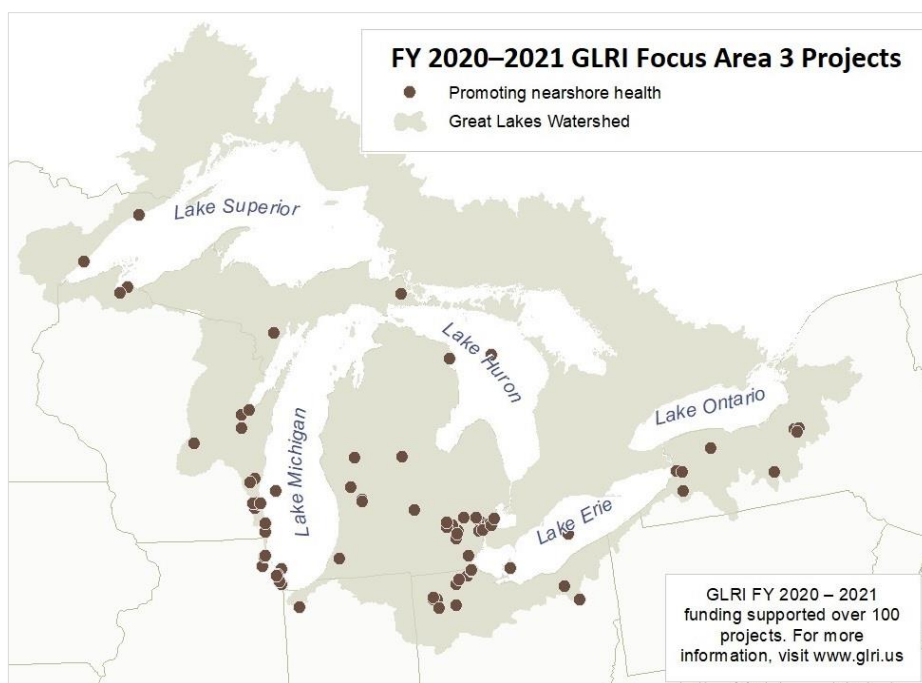 FY 2020–2021 GLRI Focus Area 3 Projects
Promoting nearshore health
Great Lakes Watershed
Lake Superior
Lake Huron
Lake Michigan
Lake Ontario
Lake Erie
GLRI FY 2020 – 2021
funding supported over 100
projects. For more
information, visit www.glri.us